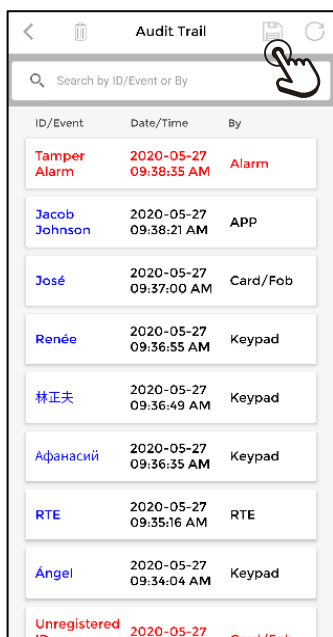 Audit Trail
Search by ID/Event or By
ID/Event Date/Time By
Tamper Alarm 2020-05-27 09:38:35 AM Alarm
Jacob Johnson 2020-05-27 09:38:21 AM APP
José 2020-05-27 09:37:00 AM Card/Fob
Renée 2020-05-27 09:36:55 AM Keypad
林正夫 2020-05-27 09:36:49 AM Keypad
Афанасий 2020-05-27 09:36:35 AM Keypad
RTE 2020-05-27 09:35:16 AM RTE
Ángel 2020-05-27 09:34:04 AM Keypad
Unregistered 2020-05-27